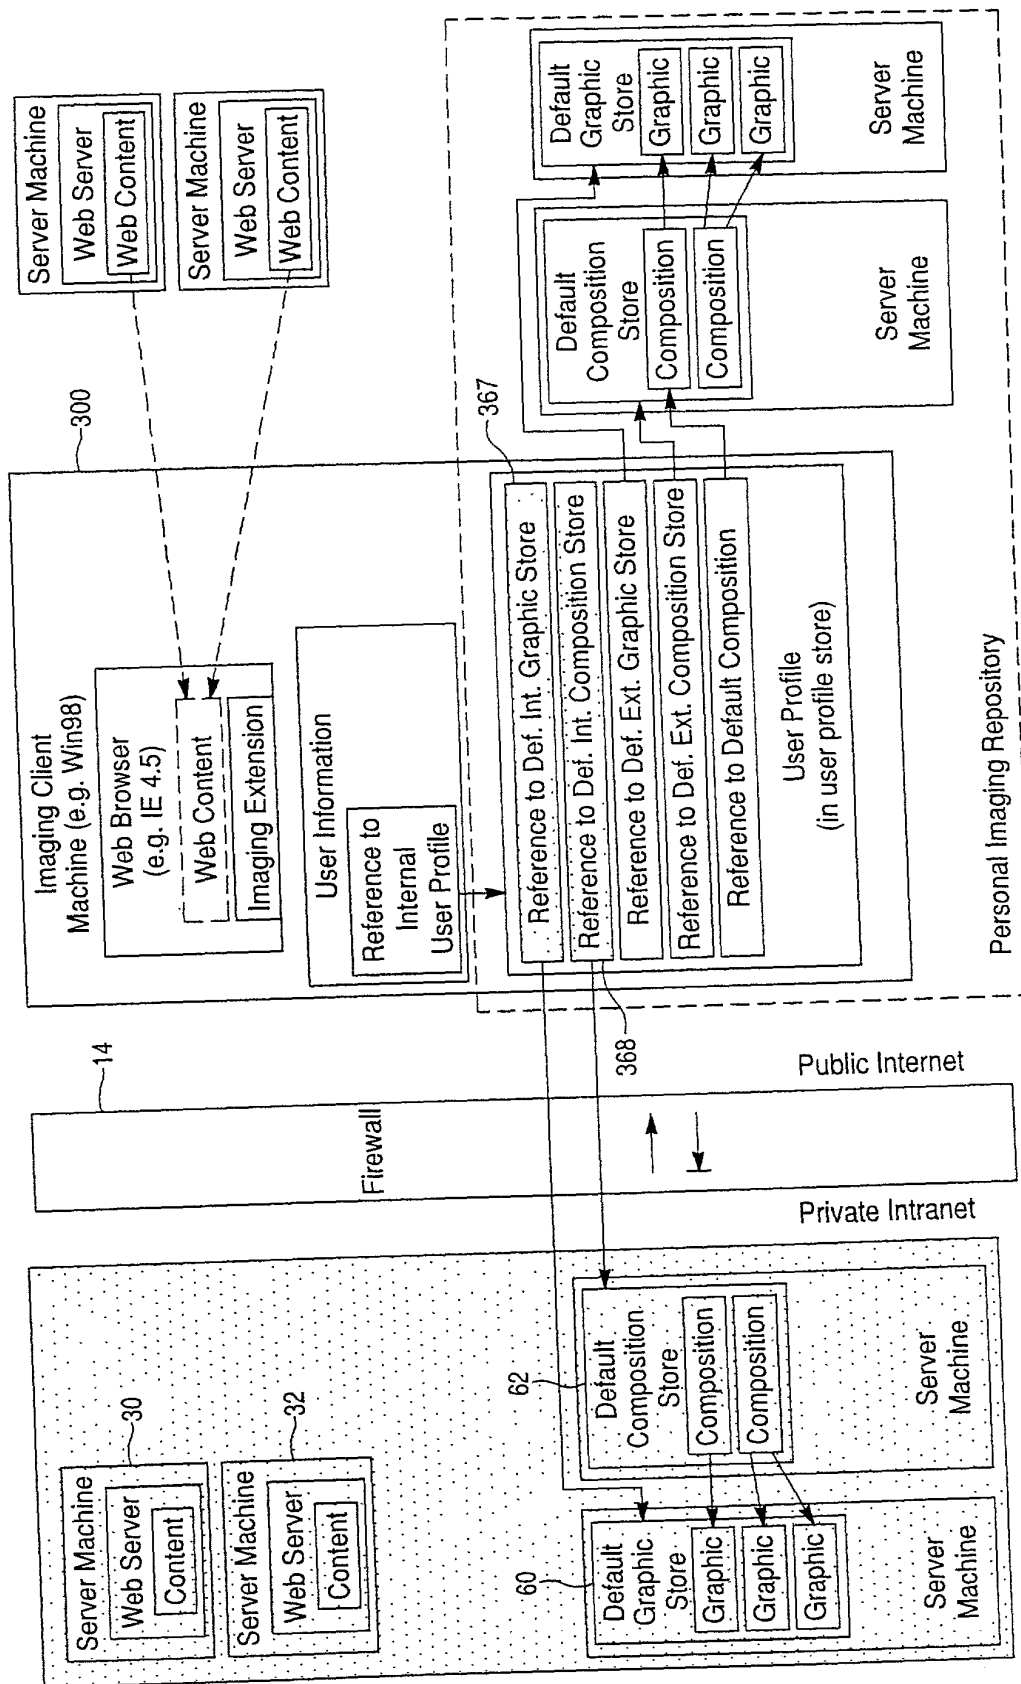 Server Machine
30
Web Server
Content
Server Machine
32
Web Server
Content
60
Default
Graphic
Store
Graphic
Graphic
Graphic
Server
Machine
62
Default
Composition
Store
Composition
Composition
Server
Machine
Private Intranet
14
Firewall
Public Internet
300
Imaging Client
Machine (e.g. Win98)
Web Browser
(e.g. IE 4.5)
Web Content
Imaging Extension
User Information
Reference to
Internal
User Profile
367
Reference to Def. Int. Graphic Store
Reference to Def. Int. Composition Store
368
Reference to Def. Ext. Graphic Store
Reference to Def. Ext. Composition Store
Reference to Default Composition
User Profile
(in user profile store)
Personal Imaging Repository
Server Machine
Web Server
Web Content
Server Machine
Web Server
Web Content
Default
Composition
Store
Composition
Composition
Server
Machine
Default
Graphic
Store
Graphic
Graphic
Graphic
Server
Machine